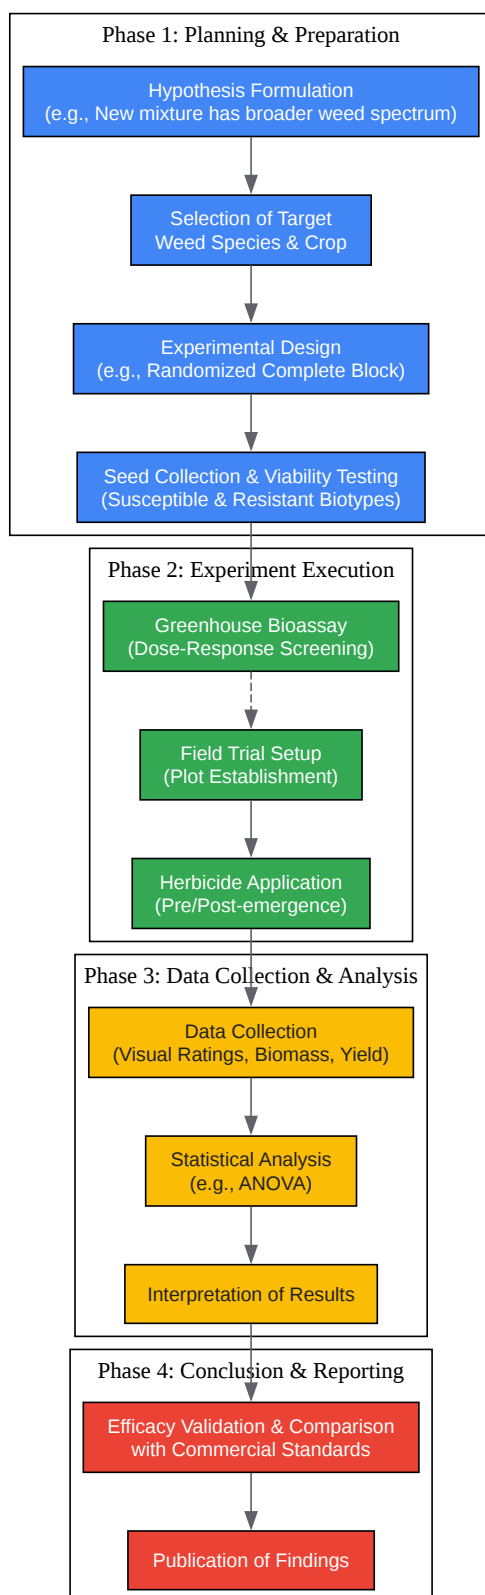 Phase 1: Planning & Preparation
Hypothesis Formulation
(e.g., New mixture has broader weed spectrum)
Selection of Target
Weed Species & Crop
Experimental Design
(e.g., Randomized Complete Block)
Seed Collection & Viability Testing
(Susceptible & Resistant Biotypes)
Phase 2: Experiment Execution
Greenhouse Bioassay
(Dose-Response Screening)
Field Trial Setup
(Plot Establishment)
Herbicide Application
(Pre/Post-emergence)
Phase 3: Data Collection & Analysis
Data Collection
(Visual Ratings, Biomass, Yield)
Statistical Analysis
(e.g., ANOVA)
Interpretation of Results
Phase 4: Conclusion & Reporting
Efficacy Validation & Comparison
with Commercial Standards
Publication of Findings